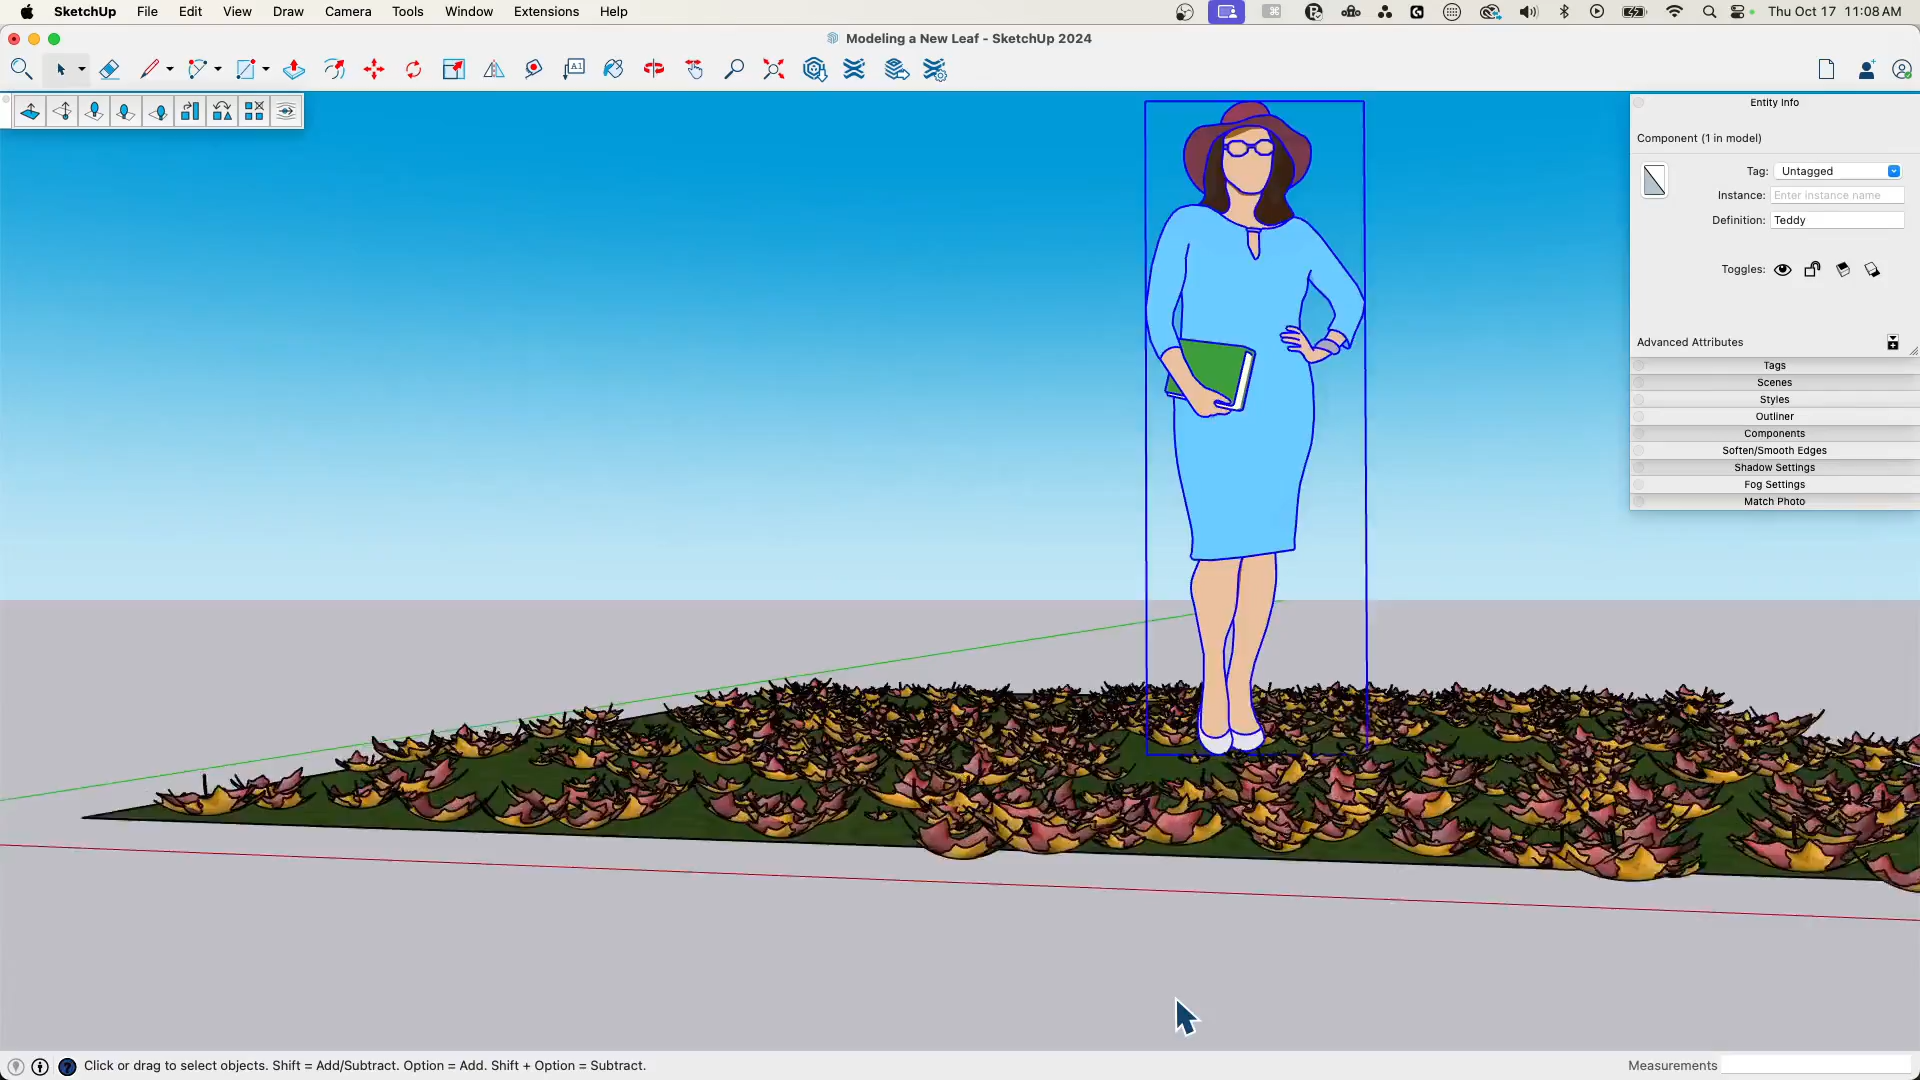 SketchUp File Edit View Draw Camera Tools Window Extensions Help
Thu Oct 17 11:08 AM
Modeling a New Leaf - SketchUp 2024
A1
Entity Info
Component (1 in model)
Tag: Untagged
Instance: Enter instance name
Definition: Teddy
Toggles:
Advanced Attributes
Tags
Scenes
Styles
Outliner
Components
Soften/Smooth Edges
Shadow Settings
Fog Settings
Match Photo
Click or drag to select objects. Shift = Add/Subtract. Option = Add. Shift + Option = Subtract.
Measurements